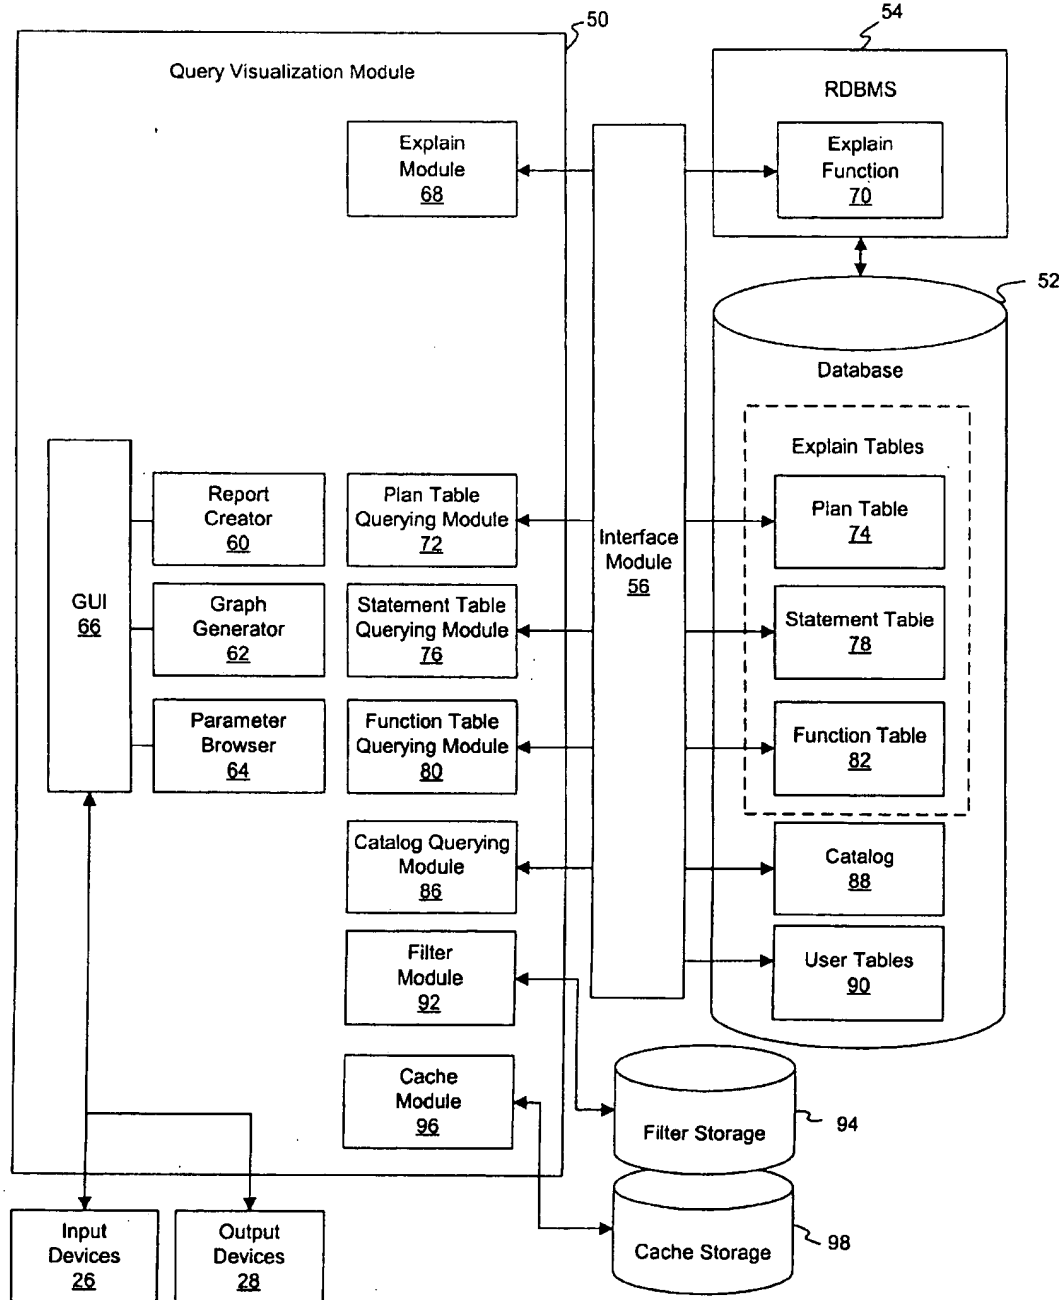 50
54
Query Visualization Module
RDBMS
Explain
Module
68
Explain
Function
70
52
Database
Explain Tables
Report
Creator
60
Plan Table
Querying Module
72
Plan Table
74
Interface
Module
56
GUI
66
Graph
Generator
62
Statement Table
Querying Module
76
Statement Table
78
Parameter
Browser
64
Function Table
Querying Module
80
Function Table
82
Catalog Querying
Module
86
Catalog
88
Filter
Module
92
User Tables
90
Cache
Module
96
Filter Storage
94
Input
Devices
26
Output
Devices
28
Cache Storage
98